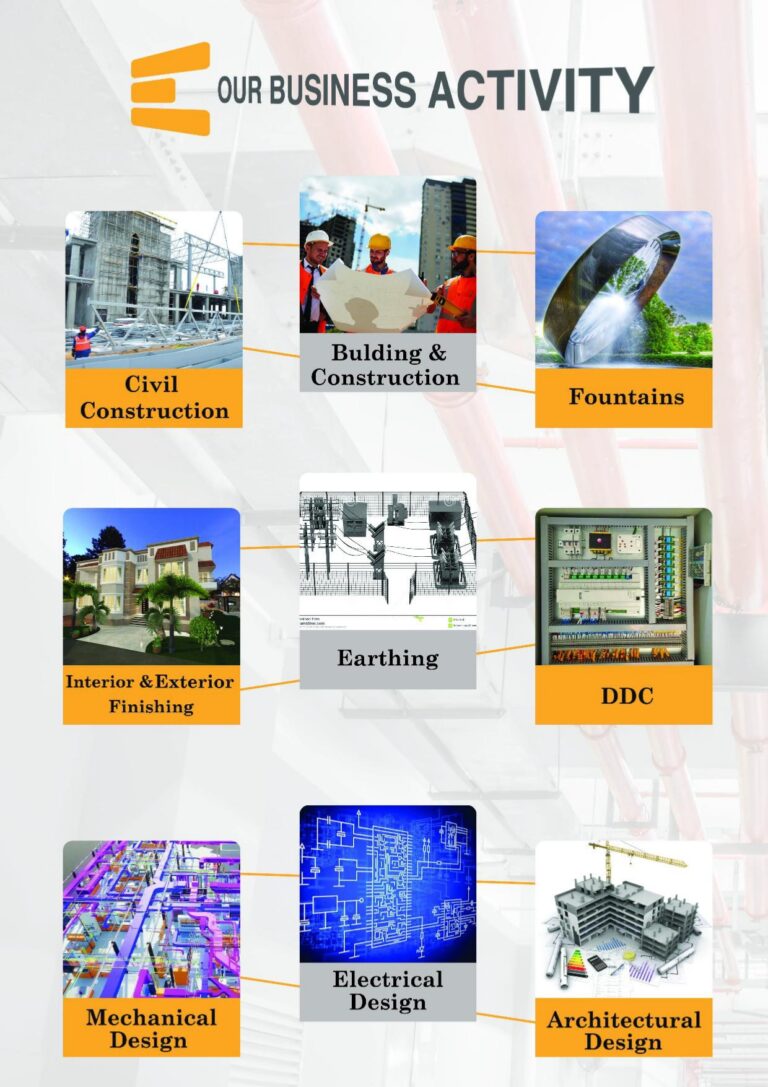 OUR BUSINESS ACTIVITY
Civil
Construction
Bulding &
Construction
Fountains
Interior & Exterior
Finishing
Earthing
DDC
Mechanical
Design
Electrical
Design
Architectural
Design